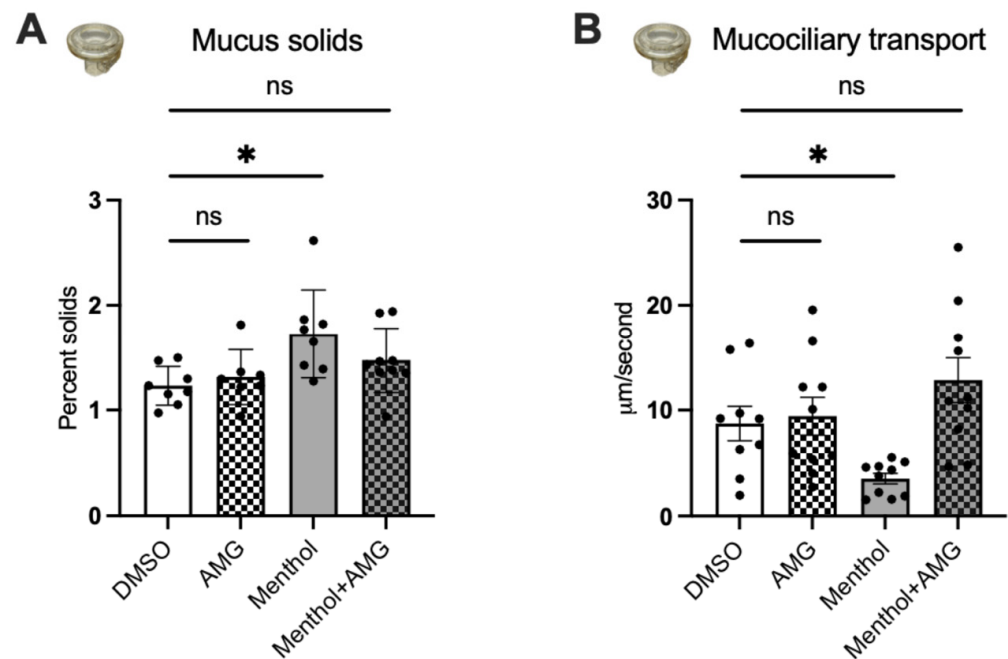 A
Mucus solids
ns
*
ns
3
2
1
0
Percent solids
DMSO
AMG
Menthol
Menthol+AMG
B
Mucociliary transport
ns
*
ns
30
20
10
0
µm/second
DMSO
AMG
Menthol
Menthol+AMG